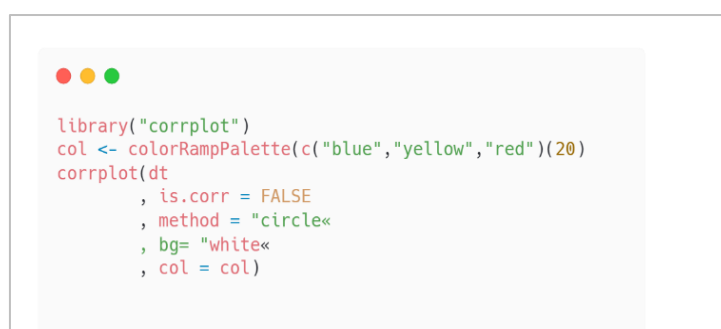 library("corrplot")
col <- colorRampPalette(c("blue","yellow","red")(20)
corrplot(dt
, is.corr = FALSE
, method = "circle«
, bg= "white«
, col = col)